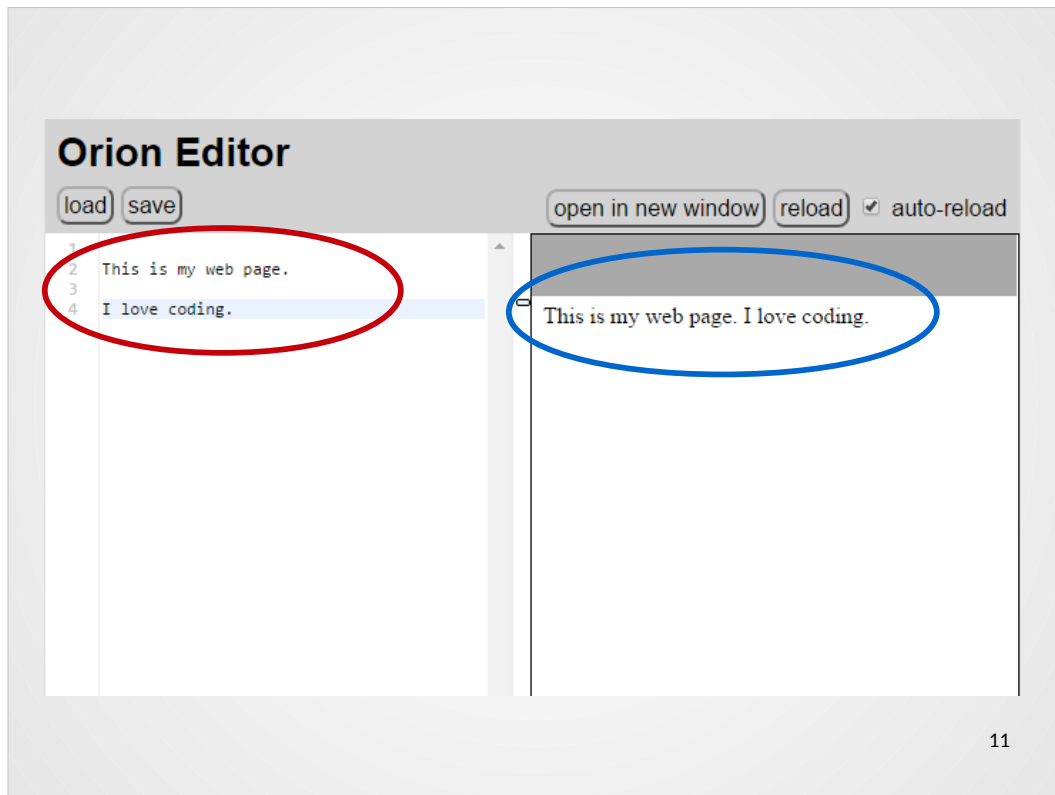 Orion Editor
load save
open in new window reload auto-reload
1
2 This is my web page.
3
4 I love coding.
This is my web page. I love coding.
11